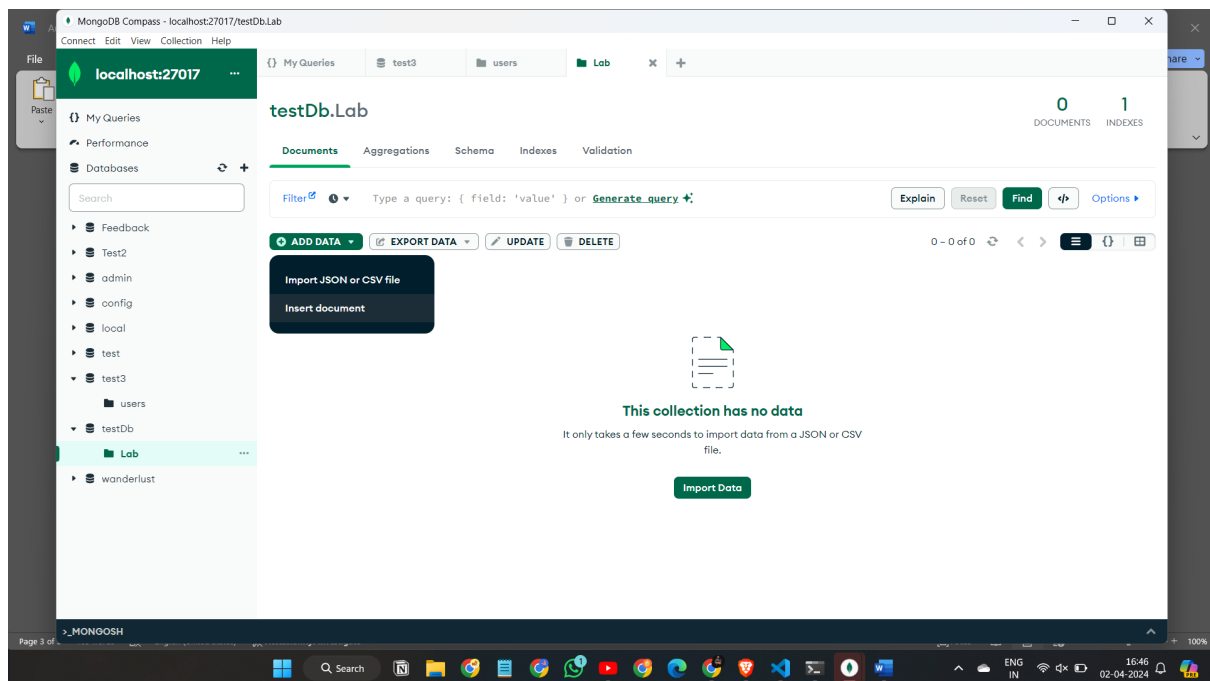 MongoDB Compass - localhost:27017/testDb.Lab
Connect Edit View Collection Help
File
Paste
localhost:27017 ...
{} My Queries
Performance
Databases
Search
Feedback
Test2
admin
config
local
test
test3
users
testDb
Lab ...
wanderlust
{} My Queries test3 users Lab
testDb.Lab
0 1
DOCUMENTS INDEXES
Documents Aggregations Schema Indexes Validation
Filter Type a query: { field: 'value' } or Generate query Explain Reset Find </> Options
ADD DATA EXPORT DATA UPDATE DELETE 0 – 0 of 0 {}
Import JSON or CSV file
Insert document
This collection has no data
It only takes a few seconds to import data from a JSON or CSV
file.
Import Data
>_MONGOSH
Page 3 of 100%
Search
ENG
IN
16:46
02-04-2024